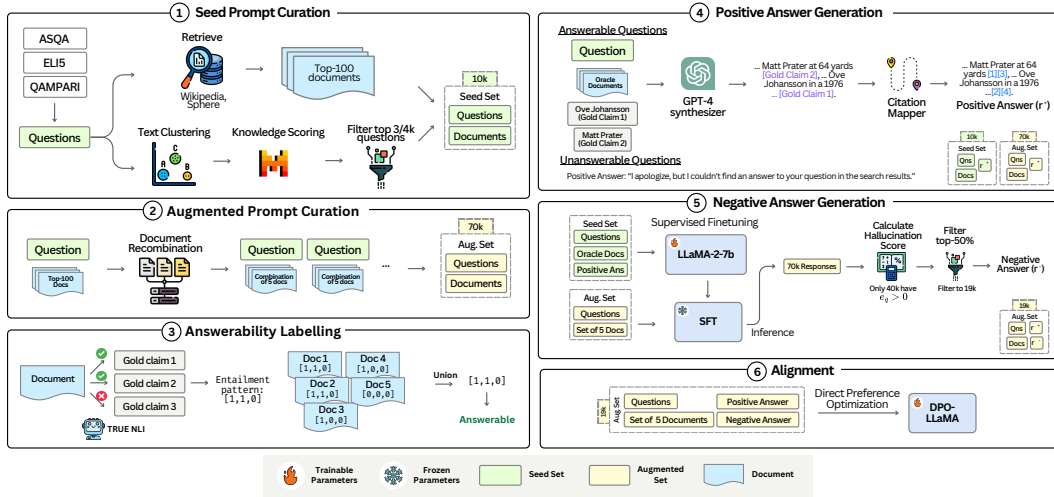 1 Seed Prompt Curation
ASQA
ELI5
QAMPARI
Questions
Retrieve
Wikipedia,
Sphere
Top-100
documents
Text Clustering
A
B
C
Knowledge Scoring
Filter top 3/4k
questions
10k
Seed Set
Questions
Documents
2 Augmented Prompt Curation
Question
Top-100
Docs
Document
Recombination
Question
Combination
of 5 docs
Question
Combination
of 5 docs
...
70k
Aug. Set
Questions
Documents
3 Answerability Labelling
Document
Gold claim 1
Gold claim 2
Gold claim 3
TRUE NLI
Entailment
pattern:
[1,1,0]
Doc 1
[1,1,0]
Doc 4
[1,0,0]
Doc 2
[1,1,0]
Doc 5
[0,0,0]
Doc 3
[1,0,0]
Union
[1,1,0]
Answerable
4 Positive Answer Generation
Answerable Questions
Question
Oracle
Documents
Ove Johansson
(Gold Claim 1)
Matt Prater
(Gold Claim 2)
GPT-4
synthesizer
... Matt Prater at 64 yards
[Gold Claim 2], ... Ove
Johansson in a 1976
... [Gold Claim 1].
Citation
Mapper
... Matt Prater at 64
yards [1][3], ... Ove
Johansson in a 1976
...[2][4].
Positive Answer (r⁺)
Unanswerable Questions
Positive Answer: "I apologize, but I couldn't find an answer to your question in the search results."
10k
Seed Set
Qns
Docs
r⁺
70k
Aug. Set
Qns
Docs
r⁺
5 Negative Answer Generation
Seed Set
Questions
Oracle Docs
Positive Ans
Supervised Finetuning
LLaMA-2-7b
Aug. Set
Questions
Set of 5 Docs
SFT
Inference
70k Responses
Calculate
Hallucination
Score
Only 40k have
e_q > 0
Filter
top-50%
Filter to 19k
Negative
Answer (r⁻)
19k
Aug. Set
Qns
r⁺
Docs
r⁻
6 Alignment
19k
Aug. Set
Questions
Positive Answer
Set of 5 Documents
Negative Answer
Direct Preference
Optimization
DPO-
LLaMA
Trainable
Parameters
Frozen
Parameters
Seed Set
Augmented
Set
Document